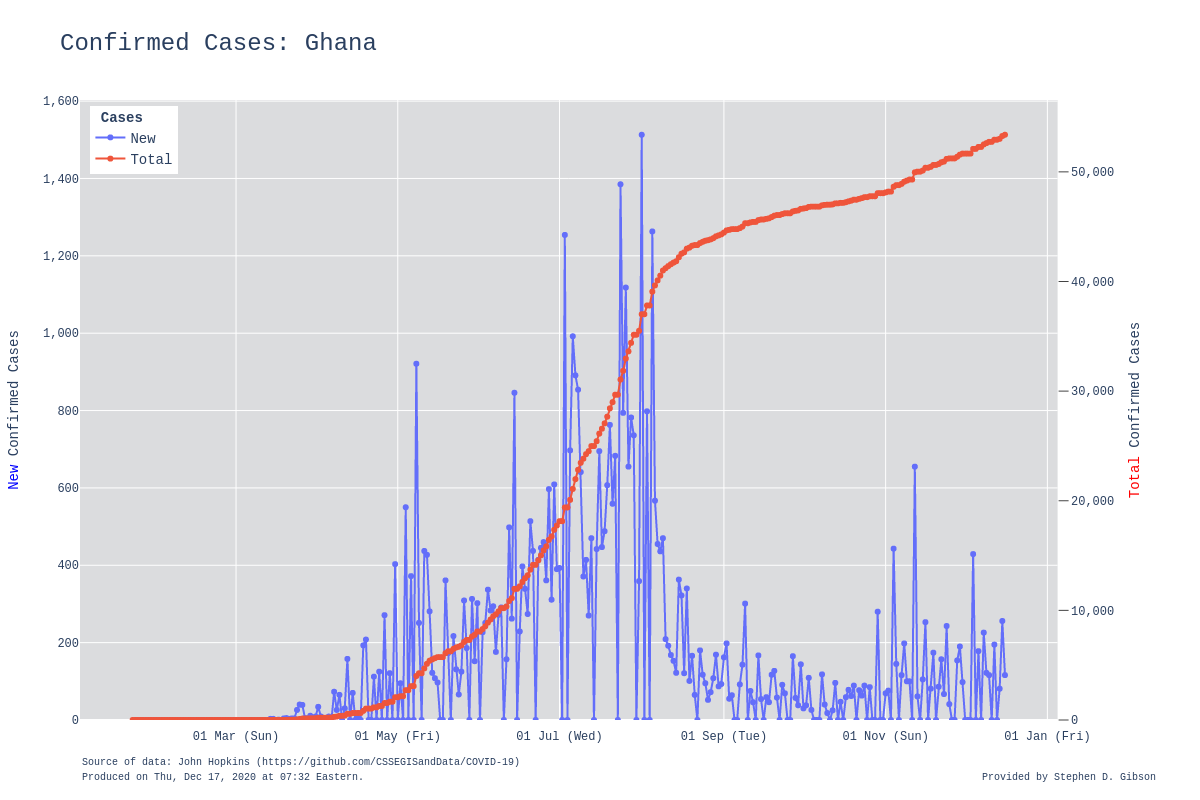 Confirmed Cases: Ghana
Cases
New
Total
1,600
1,400
1,200
1,000
800
600
400
200
0
New Confirmed Cases
50,000
40,000
30,000
20,000
10,000
0
Total Confirmed Cases
01 Mar (Sun) 01 May (Fri) 01 Jul (Wed) 01 Sep (Tue) 01 Nov (Sun) 01 Jan (Fri)
Source of data: John Hopkins (https://github.com/CSSEGISandData/COVID-19)
Produced on Thu, Dec 17, 2020 at 07:32 Eastern.
Provided by Stephen D. Gibson